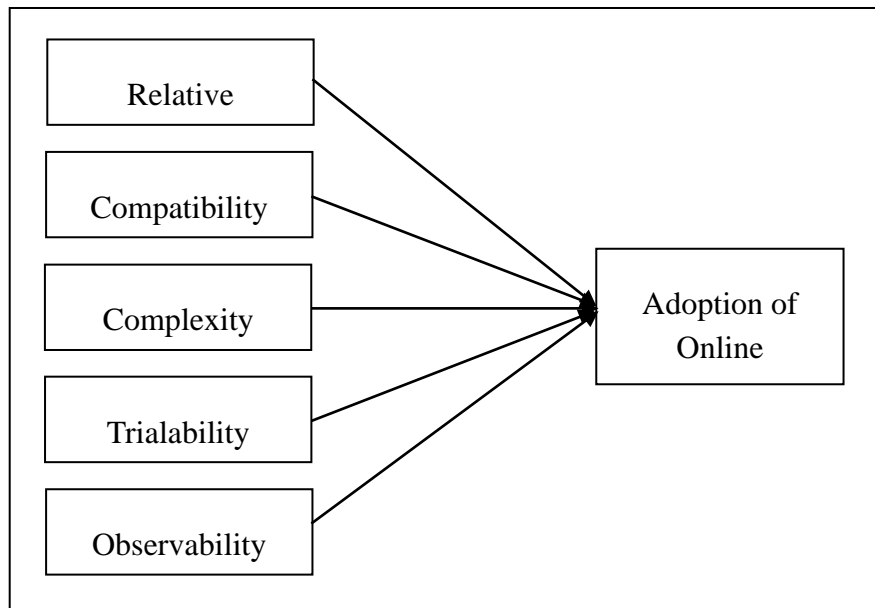 Relative
Compatibility
Complexity
Trialability
Observability
Adoption of
Online